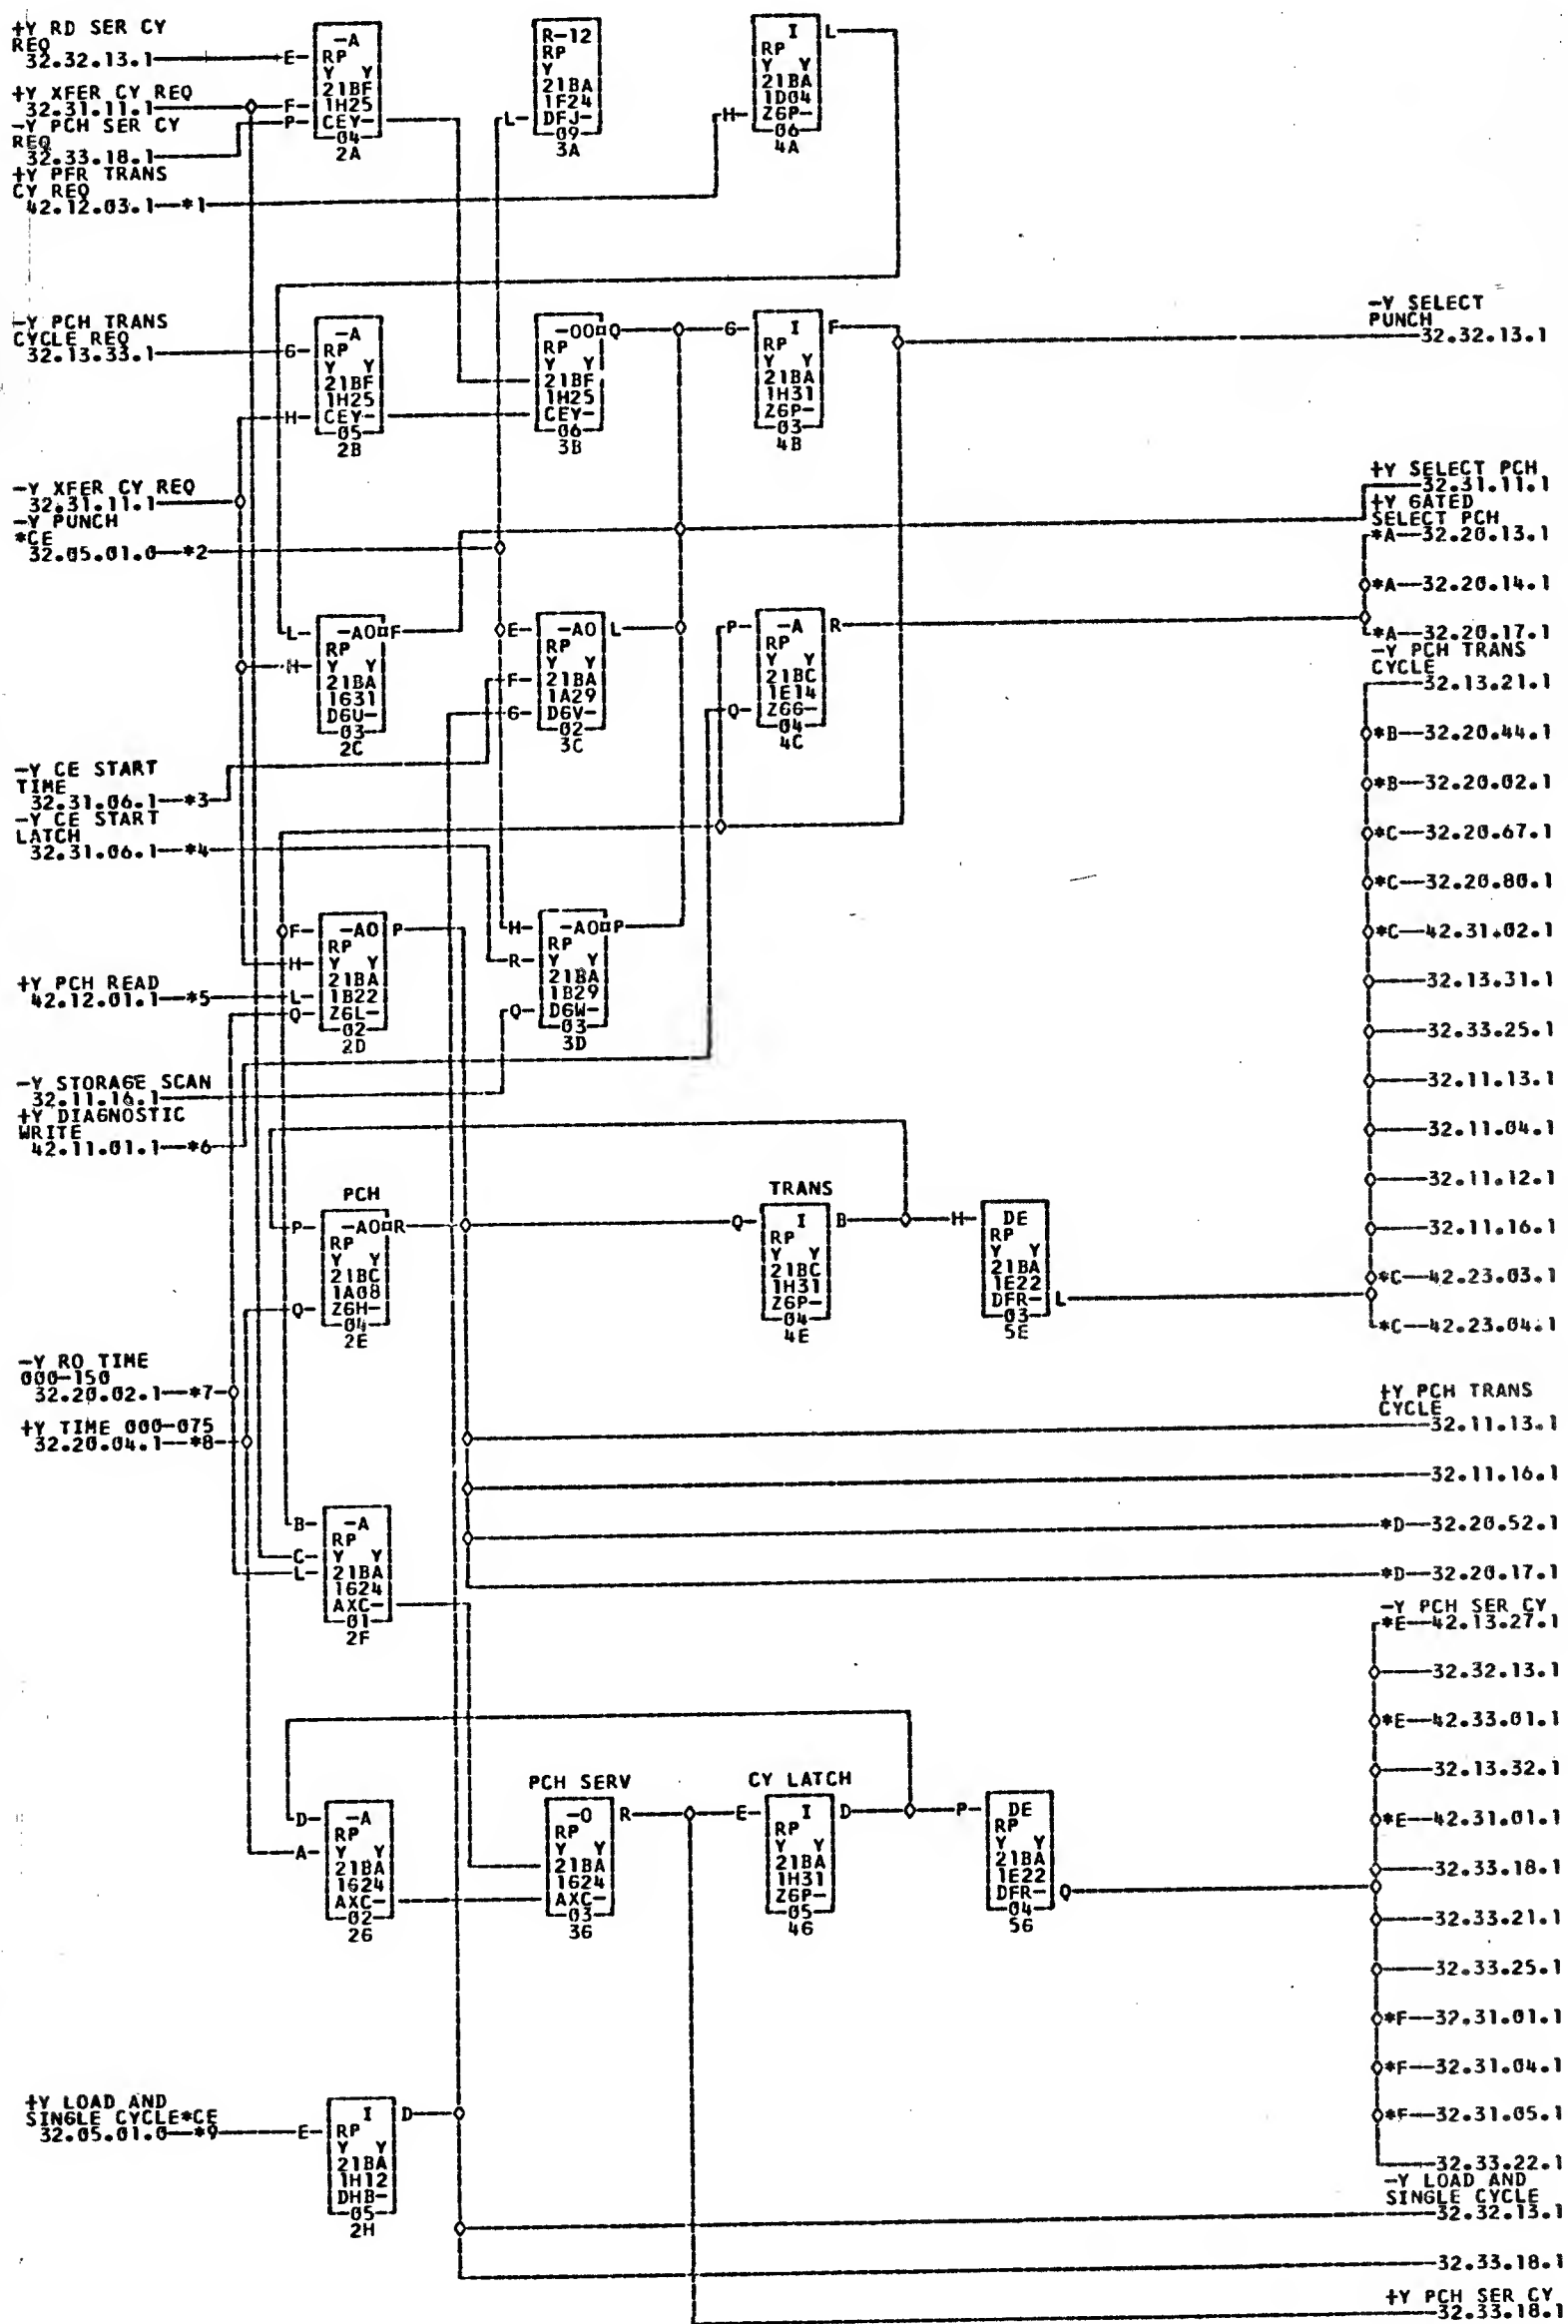 +Y RD SER CY
REQ
32.32.13.1
+Y XFER CY REQ
32.31.11.1
-Y PCH SER CY
REQ
32.33.18.1
+Y PFR TRANS
CY REQ
42.12.03.1—*1
E-
F-
P-
-A
RP
Y Y
21BF
1H25
CEY-
04
2A
L-
R-12
RP
Y
21BA
1F24
DFJ-
09
3A
H-
I L
RP
Y Y
21BA
1D04
Z6P-
06
4A
-Y PCH TRANS
CYCLE REQ
32.13.33.1
G-
H-
-A
RP
Y Y
21BF
1H25
CEY-
05
2B
-OO Q
RP
Y Y
21BF
1H25
CEY-
06
3B
G-
I F
RP
Y Y
21BA
1H31
Z6P-
03
4B
-Y SELECT
PUNCH
32.32.13.1
-Y XFER CY REQ
32.31.11.1
-Y PUNCH
*CE
32.05.01.0—*2
+Y SELECT PCH
32.31.11.1
+Y GATED
SELECT PCH
*A—32.20.13.1
*A—32.20.14.1
*A—32.20.17.1
L-
H-
-AO F
RP
Y Y
21BA
1G31
D6U-
03
2C
E-
F-
G-
-AO L
RP
Y Y
21BA
1A29
D6V-
02
3C
P-
Q-
-A R
RP
Y Y
21BC
1E14
Z6G-
04
4C
-Y PCH TRANS
CYCLE
32.13.21.1
*B—32.20.44.1
*B—32.20.02.1
*C—32.20.67.1
*C—32.20.80.1
*C—42.31.02.1
32.13.31.1
32.33.25.1
32.11.13.1
32.11.04.1
32.11.12.1
32.11.16.1
*C—42.23.03.1
*C—42.23.04.1
-Y CE START
TIME
32.31.06.1—*3
-Y CE START
LATCH
32.31.06.1—*4
+Y PCH READ
42.12.01.1—*5
F-
H-
L-
Q-
-AO P
RP
Y Y
21BA
1B22
Z6L-
02
2D
H-
R-
Q-
-AO P
RP
Y Y
21BA
1B29
D6W-
03
3D
-Y STORAGE SCAN
32.11.16.1
+Y DIAGNOSTIC
WRITE
42.11.01.1—*6
PCH
P-
Q-
-AO R
RP
Y Y
21BC
1A08
Z6H-
04
2E
TRANS
Q-
I B
RP
Y Y
21BC
1H31
Z6P-
04
4E
H-
DE
RP
Y Y
21BA
1E22
DFR- L
03
5E
-Y RO TIME
000-150
32.20.02.1—*7
+Y TIME 000-075
32.20.04.1—*8
+Y PCH TRANS
CYCLE
32.11.13.1
32.11.16.1
*D—32.20.52.1
*D—32.20.17.1
B-
C-
L-
-A
RP
Y Y
21BA
1G24
AXC-
01
2F
-Y PCH SER CY
*E—42.13.27.1
32.32.13.1
*E—42.33.01.1
32.13.32.1
*E—42.31.01.1
32.33.18.1
32.33.21.1
32.33.25.1
*F—32.31.01.1
*F—32.31.04.1
*F—32.31.05.1
32.33.22.1
D-
A-
-A
RP
Y Y
21BA
1G24
AXC-
02
2G
PCH SERV
-O R
RP
Y Y
21BA
1G24
AXC-
03
3G
CY LATCH
E-
I D
RP
Y Y
21BA
1H31
Z6P-
05
4G
P-
DE
RP
Y Y
21BA
1E22
DFR- Q
04
5G
+Y LOAD AND
SINGLE CYCLE*CE
32.05.01.0—*9
E-
I D
RP
Y Y
21BA
1H12
DHB-
05
2H
-Y LOAD AND
SINGLE CYCLE
32.32.13.1
32.33.18.1
+Y PCH SER CY
32.33.18.1